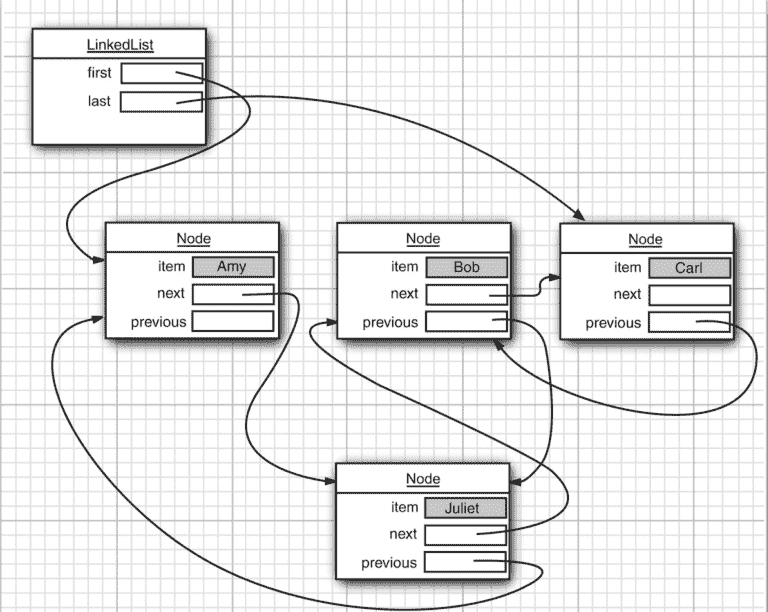 LinkedList
first
last
Node
item Amy
next
previous
Node
item Bob
next
previous
Node
item Carl
next
previous
Node
item Juliet
next
previous